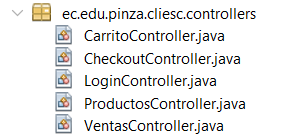 ec.edu.pinza.cliesc.controllers
CarritoController.java
CheckoutController.java
LoginController.java
ProductosController.java
VentasController.java